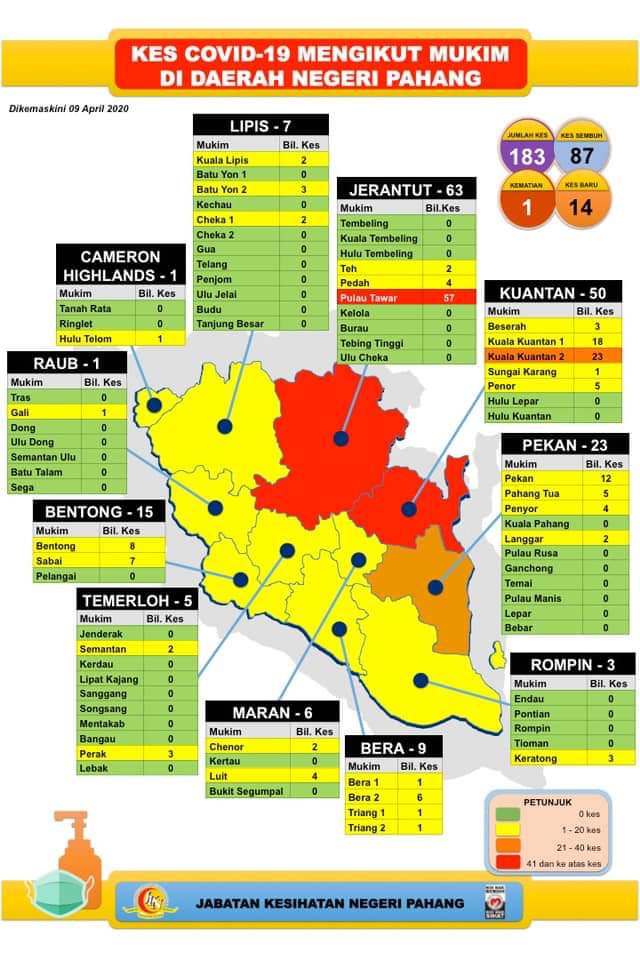 KES COVID-19 MENGIKUT MUKIM
DI DAERAH NEGERI PAHANG
Dikemaskini 09 April 2020
JUMLAH KES
183
KES SEMBUH
87
KEMATIAN
1
KES BARU
14
LIPIS - 7
Mukim Bil. Kes
Kuala Lipis 2
Batu Yon 1 0
Batu Yon 2 3
Kechau 0
Cheka 1 2
Cheka 2 0
Gua 0
Telang 0
Penjom 0
Ulu Jelai 0
Budu 0
Tanjung Besar 0
JERANTUT - 63
Mukim Bil.Kes
Tembeling 0
Kuala Tembeling 0
Hulu Tembeling 0
Teh 2
Pedah 4
Pulau Tawar 57
Kelola 0
Burau 0
Tebing Tinggi 0
Ulu Cheka 0
CAMERON
HIGHLANDS - 1
Mukim Bil. Kes
Tanah Rata 0
Ringlet 0
Hulu Telom 1
KUANTAN - 50
Mukim Bil. Kes
Beserah 3
Kuala Kuantan 1 18
Kuala Kuantan 2 23
Sungai Karang 1
Penor 5
Hulu Lepar 0
Hulu Kuantan 0
RAUB - 1
Mukim Bil. Kes
Tras 0
Gali 1
Dong 0
Ulu Dong 0
Semantan Ulu 0
Batu Talam 0
Sega 0
PEKAN - 23
Mukim Bil. Kes
Pekan 12
Pahang Tua 5
Penyor 4
Kuala Pahang 0
Langgar 2
Pulau Rusa 0
Ganchong 0
Temai 0
Pulau Manis 0
Lepar 0
Bebar 0
BENTONG - 15
Mukim Bil. Kes
Bentong 8
Sabai 7
Pelangai 0
TEMERLOH - 5
Mukim Bil. Kes
Jenderak 0
Semantan 2
Kerdau 0
Lipat Kajang 0
Sanggang 0
Songsang 0
Mentakab 0
Bangau 0
Perak 3
Lebak 0
ROMPIN - 3
Mukim Bil. Kes
Endau 0
Pontian 0
Rompin 0
Tioman 0
Keratong 3
MARAN - 6
Mukim Bil. Kes
Chenor 2
Kertau 0
Luit 4
Bukit Segumpal 0
BERA - 9
Mukim Bil. Kes
Bera 1 1
Bera 2 6
Triang 1 1
Triang 2 1
PETUNJUK
0 kes
1 - 20 kes
21 - 40 kes
41 dan ke atas kes
JABATAN KESIHATAN NEGERI PAHANG